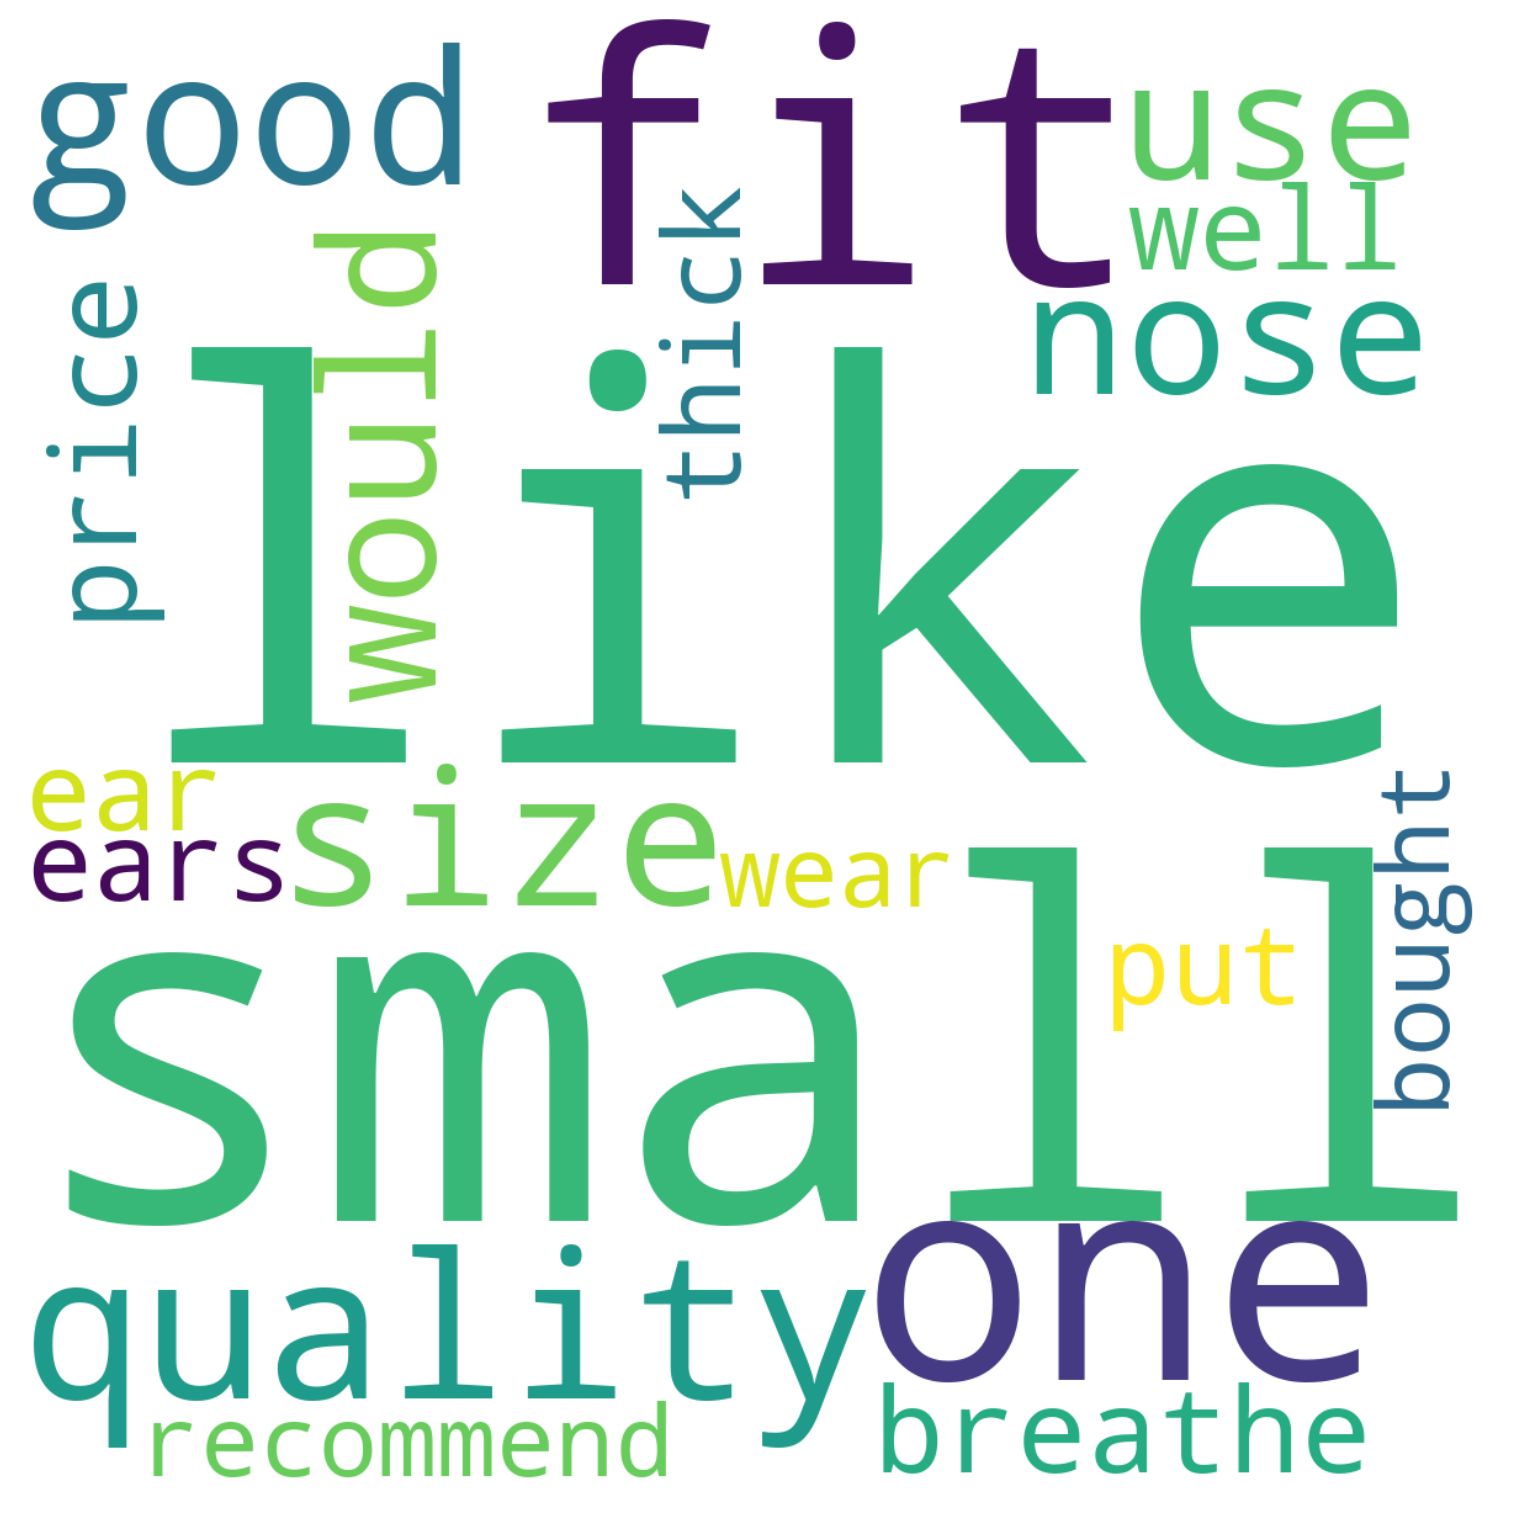 good
fit
use
well
nose
price
would
thick
like
ear
ears
size
wear
put
bought
small
quality
one
recommend
breathe